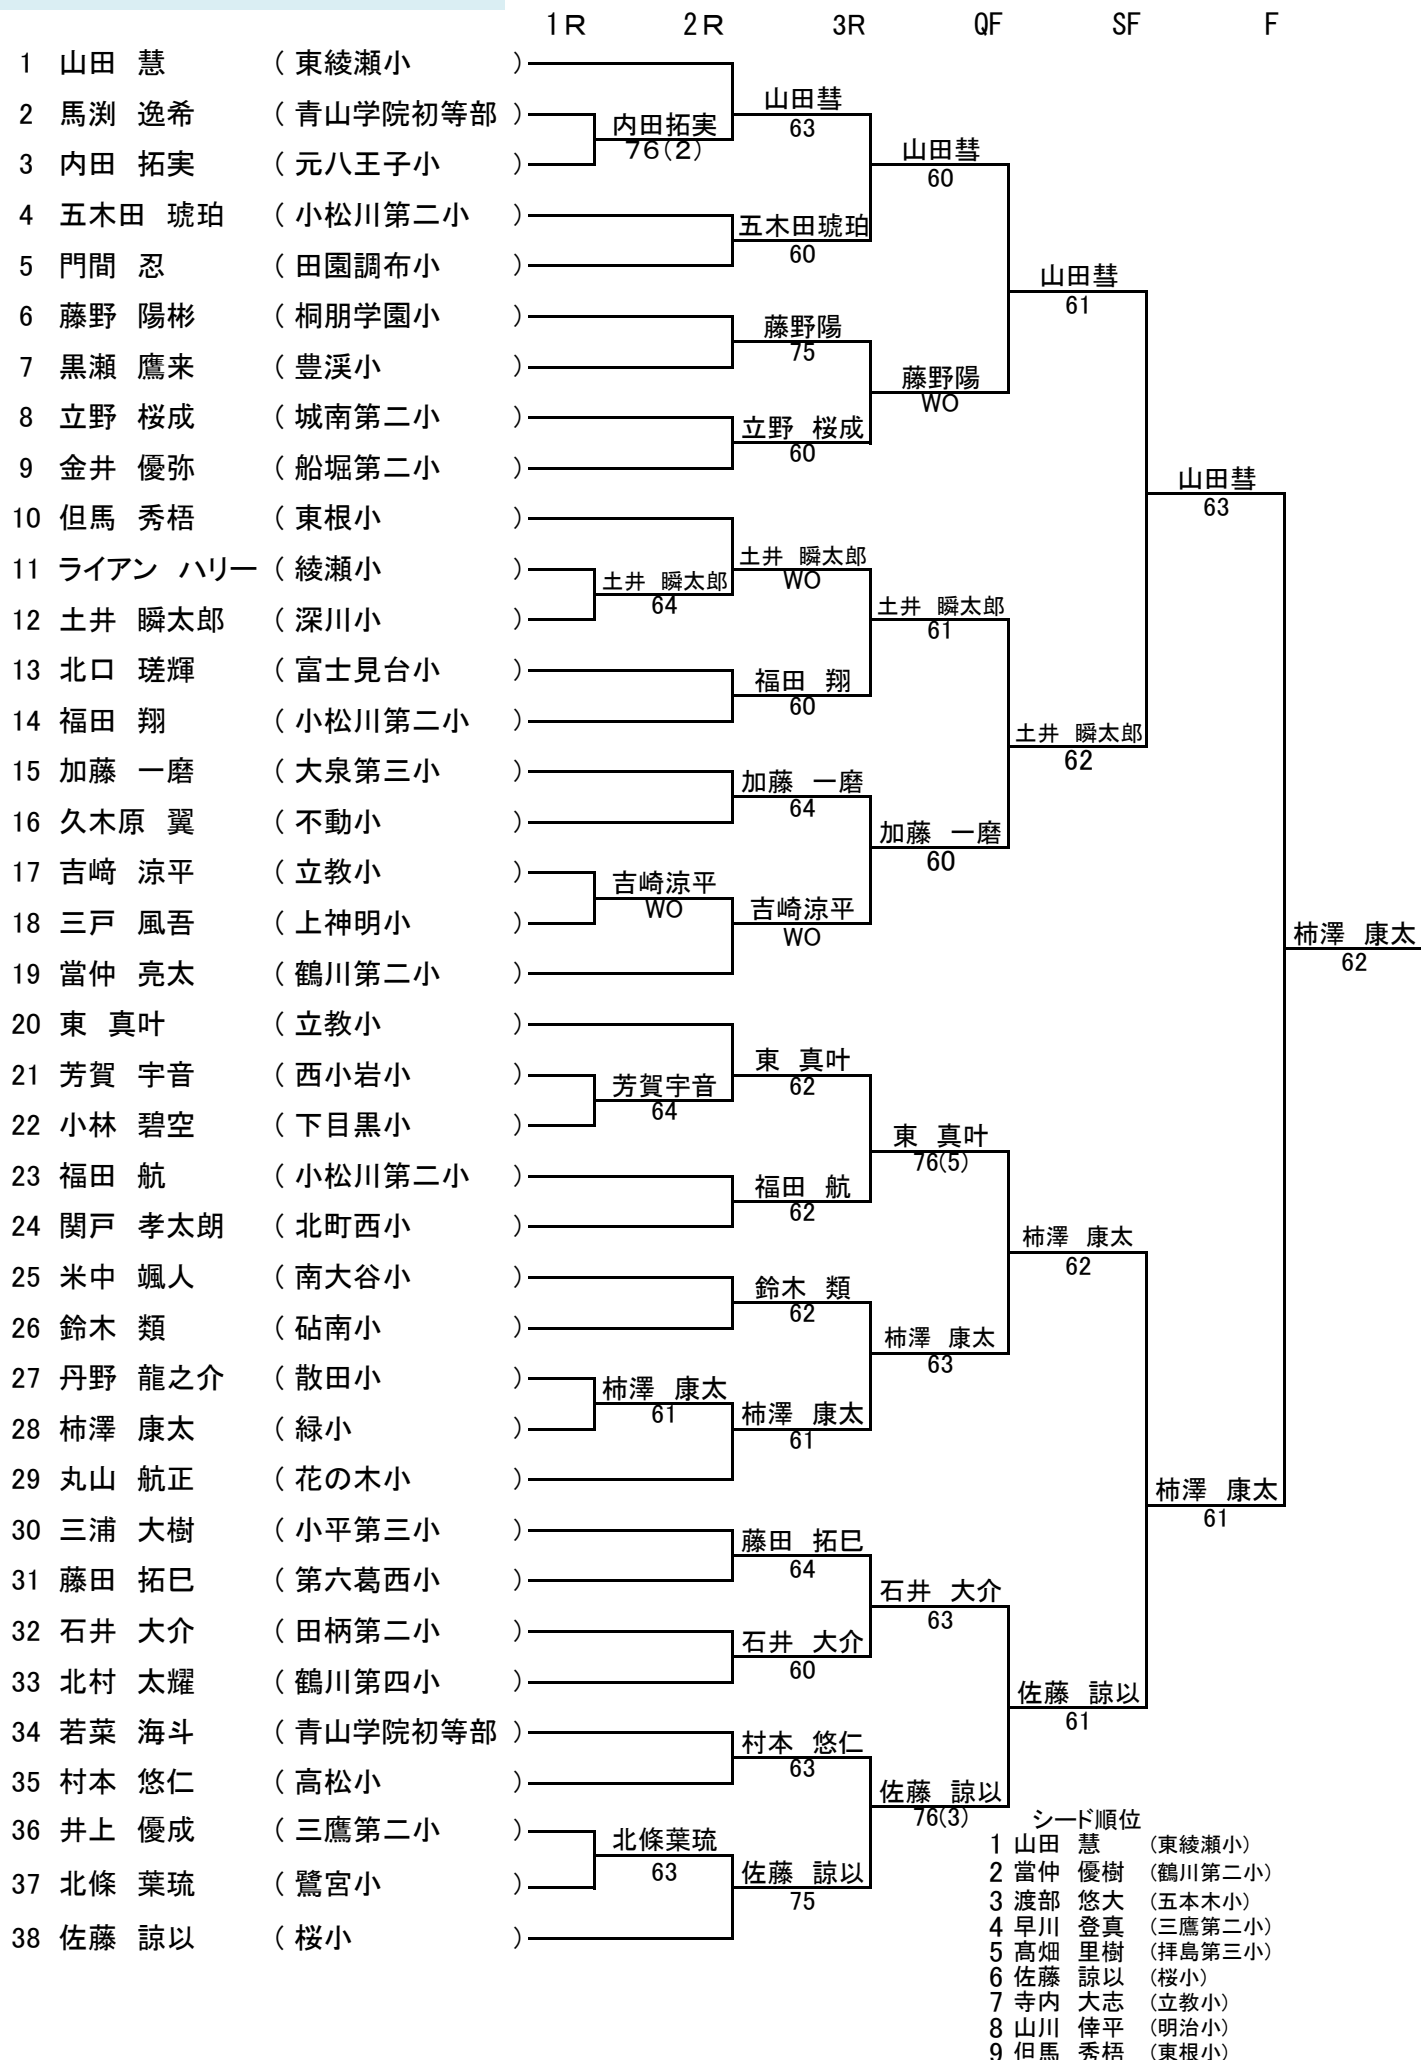 1R 2R 3R QF SF F
1 山田 慧 ( 東綾瀬小 )
山田彗
2 馬渕 逸希 ( 青山学院初等部 )
内田拓実
63
76(2)
山田彗
3 内田 拓実 ( 元八王子小 )
60
4 五木田 琥珀 ( 小松川第二小 )
五木田琥珀
60
5 門間 忍 ( 田園調布小 )
山田彗
61
6 藤野 陽彬 ( 桐朋学園小 )
藤野陽
75
7 黒瀬 鷹来 ( 豊渓小 )
藤野陽
WO
8 立野 桜成 ( 城南第二小 )
立野 桜成
60
9 金井 優弥 ( 船堀第二小 )
山田彗
63
10 但馬 秀梧 ( 東根小 )
土井 瞬太郎
11 ライアン ハリー ( 綾瀬小 )
土井 瞬太郎
WO
64
土井 瞬太郎
12 土井 瞬太郎 ( 深川小 )
61
13 北口 瑳輝 ( 富士見台小 )
福田 翔
60
14 福田 翔 ( 小松川第二小 )
土井 瞬太郎
62
15 加藤 一磨 ( 大泉第三小 )
加藤 一磨
64
16 久木原 翼 ( 不動小 )
加藤 一磨
60
17 吉﨑 涼平 ( 立教小 )
吉崎涼平
WO
吉崎涼平
18 三戸 風吾 ( 上神明小 )
WO
柿澤 康太
62
19 當仲 亮太 ( 鶴川第二小 )
20 東 真叶 ( 立教小 )
東 真叶
21 芳賀 宇音 ( 西小岩小 )
芳賀宇音
62
64
22 小林 碧空 ( 下目黒小 )
東 真叶
76(5)
23 福田 航 ( 小松川第二小 )
福田 航
62
24 関戸 孝太朗 ( 北町西小 )
柿澤 康太
62
25 米中 颯人 ( 南大谷小 )
鈴木 類
62
26 鈴木 類 ( 砧南小 )
柿澤 康太
63
27 丹野 龍之介 ( 散田小 )
柿澤 康太
61
柿澤 康太
28 柿澤 康太 ( 緑小 )
61
29 丸山 航正 ( 花の木小 )
柿澤 康太
61
30 三浦 大樹 ( 小平第三小 )
藤田 拓巳
64
31 藤田 拓巳 ( 第六葛西小 )
石井 大介
63
32 石井 大介 ( 田柄第二小 )
石井 大介
60
33 北村 太耀 ( 鶴川第四小 )
佐藤 諒以
61
34 若菜 海斗 ( 青山学院初等部 )
村本 悠仁
63
35 村本 悠仁 ( 高松小 )
佐藤 諒以
76(3)
36 井上 優成 ( 三鷹第二小 )
北條葉琉
63
佐藤 諒以
37 北條 葉琉 ( 鷺宮小 )
75
38 佐藤 諒以 ( 桜小 )
シード順位
1 山田 慧 (東綾瀬小)
2 當仲 優樹 (鶴川第二小)
3 渡部 悠大 (五本木小)
4 早川 登真 (三鷹第二小)
5 髙畑 里樹 (拝島第三小)
6 佐藤 諒以 (桜小)
7 寺内 大志 (立教小)
8 山川 倖平 (明治小)
9 但馬 秀梧 (東根小)